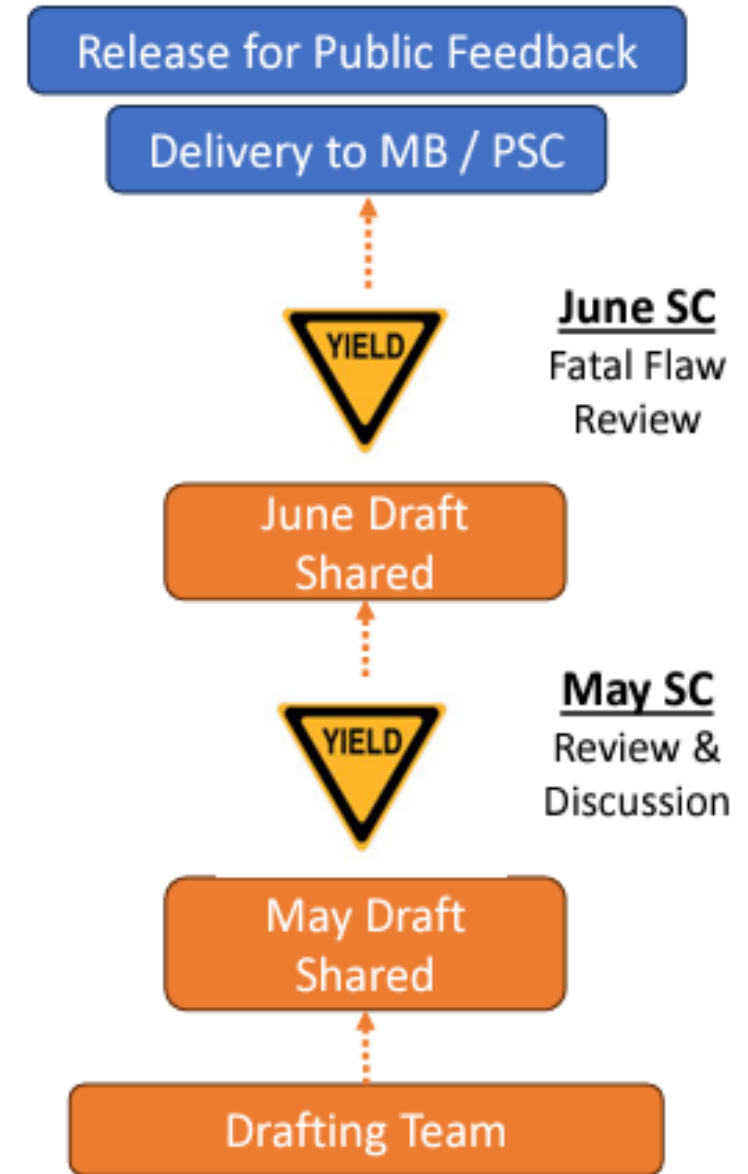 Release for Public Feedback
Delivery to MB / PSC
YIELD
June SC
Fatal Flaw
Review
June Draft
Shared
YIELD
May SC
Review &
Discussion
May Draft
Shared
Drafting Team